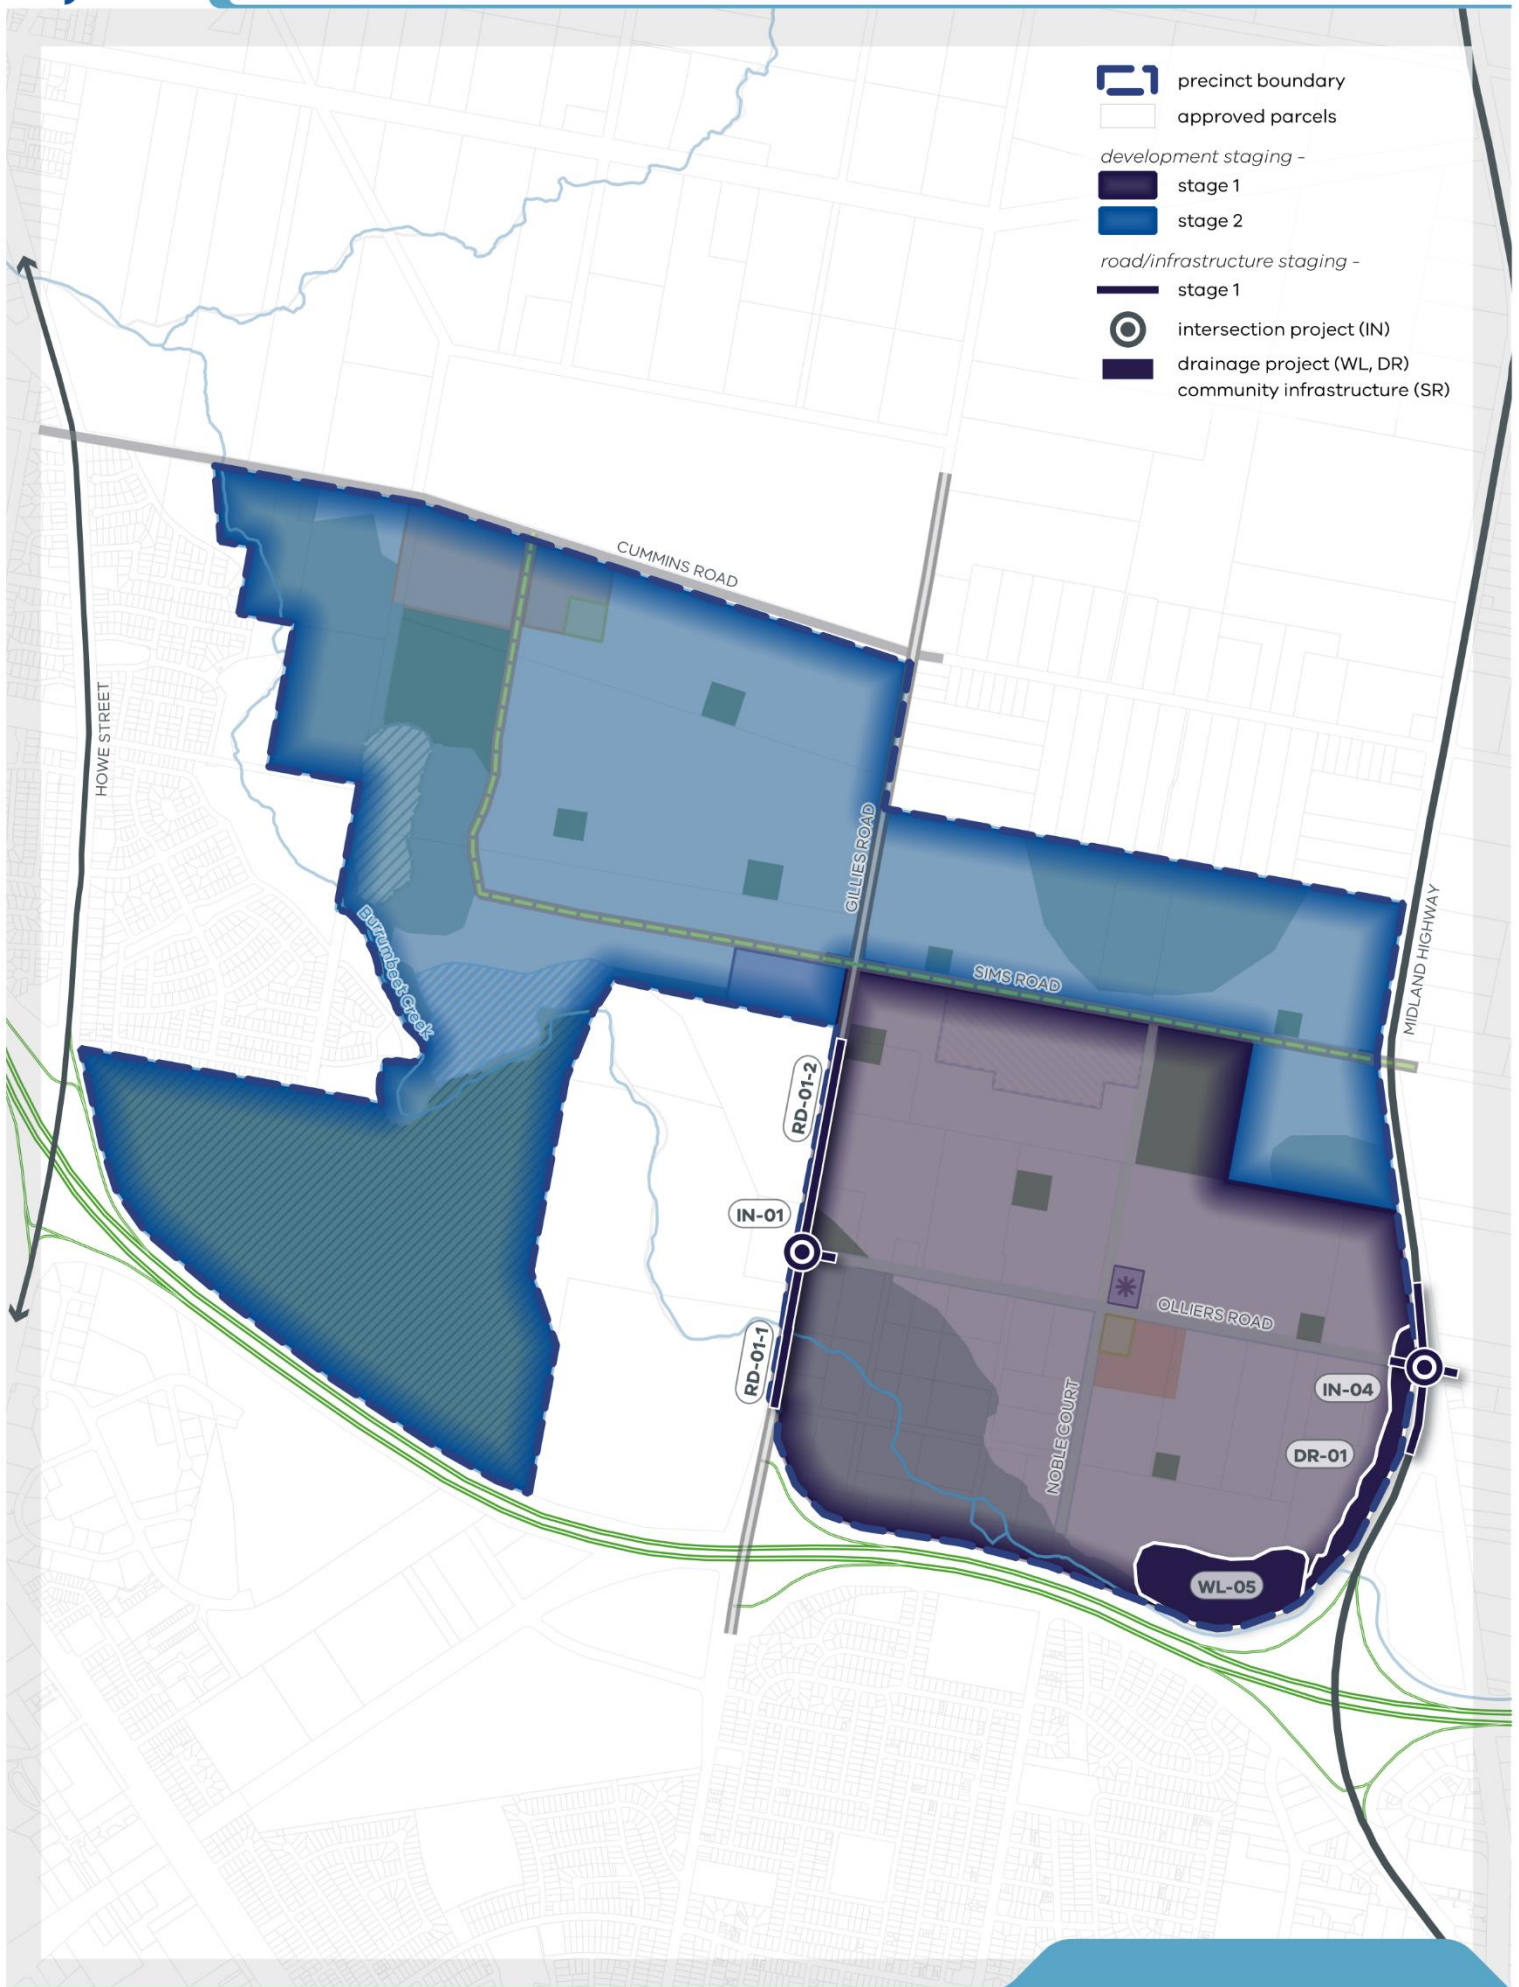 precinct boundary
approved parcels
development staging -
stage 1
stage 2
road/infrastructure staging -
stage 1
intersection project (IN)
drainage project (WL, DR)
community infrastructure (SR)
CUMMINS ROAD
HOWE STREET
GILLIES ROAD
MIDLAND HIGHWAY
Burrumbeet Creek
SIMS ROAD
RD-01-2
IN-01
OLLIERS ROAD
RD-01-1
IN-04
NOBLE COURT
DR-01
WL-05